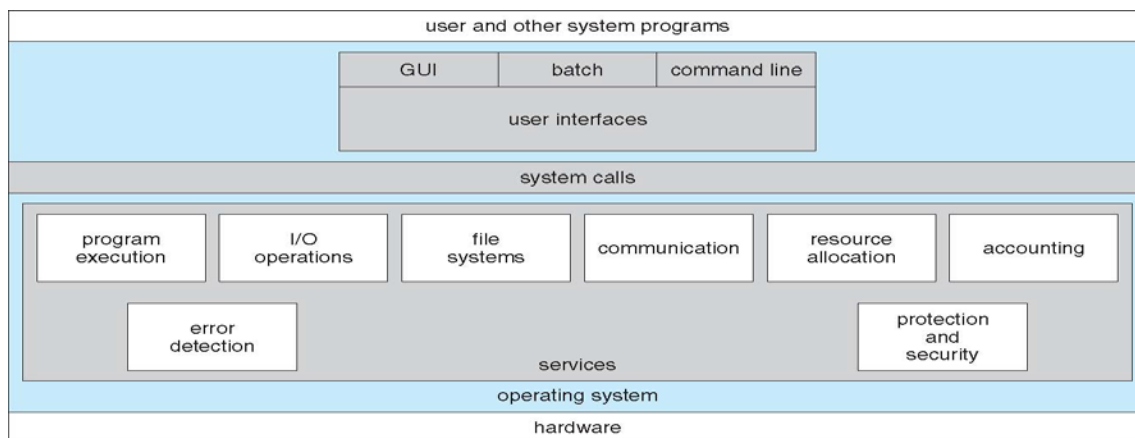 user and other system programs
GUI
batch
command line
user interfaces
system calls
program
execution
I/O
operations
file
systems
communication
resource
allocation
accounting
error
detection
protection
and
security
services
operating system
hardware